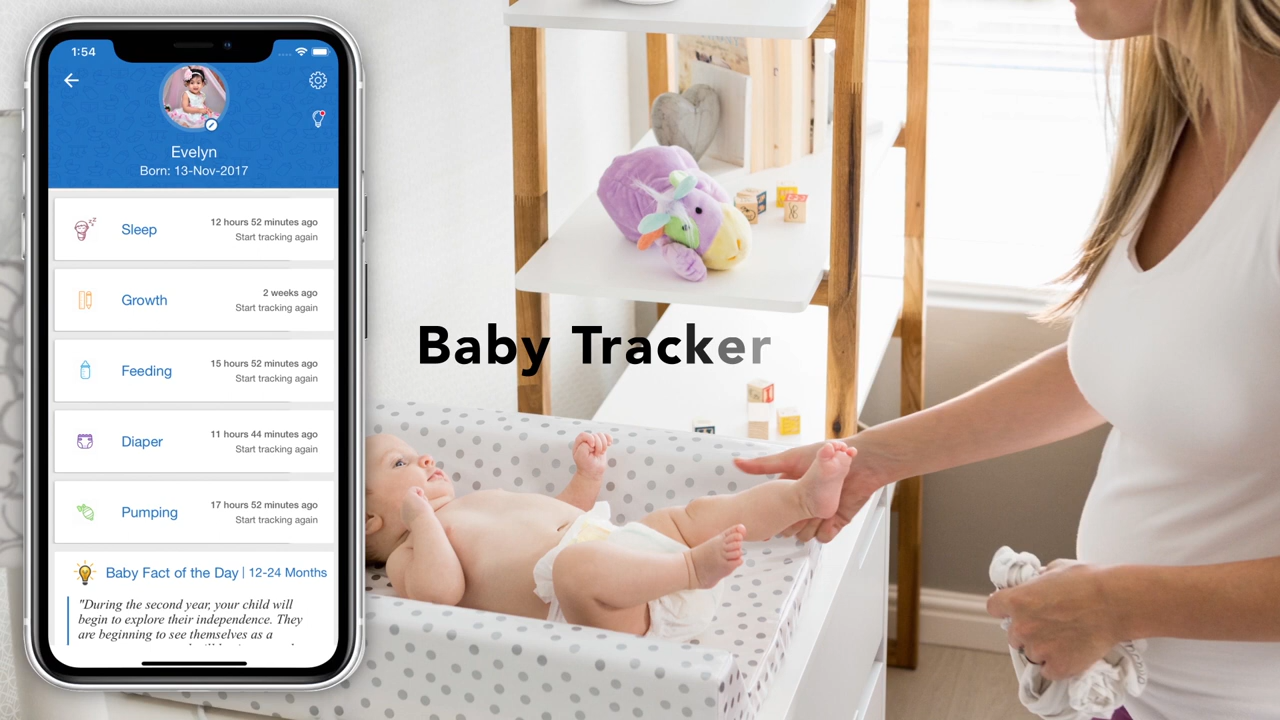 1:54
Evelyn
Born: 13-Nov-2017
Sleep
12 hours 52 minutes ago
Start tracking again
Growth
2 weeks ago
Start tracking again
Feeding
15 hours 52 minutes ago
Start tracking again
Diaper
11 hours 44 minutes ago
Start tracking again
Pumping
17 hours 52 minutes ago
Start tracking again
Baby Fact of the Day | 12-24 Months
"During the second year, your child will
begin to explore their independence. They
are beginning to see themselves as a
Baby Tracker